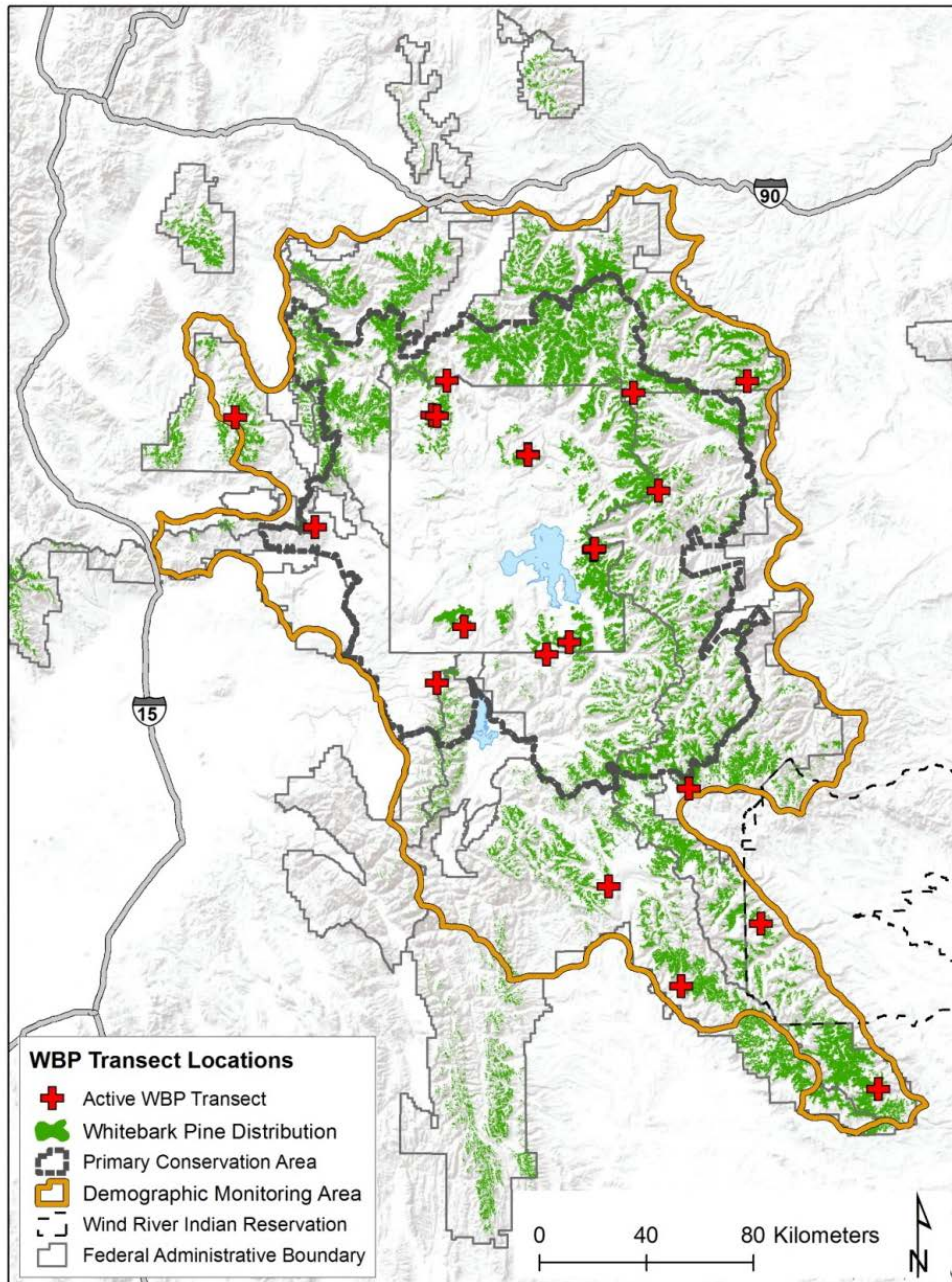 90
15
WBP Transect Locations
Active WBP Transect
Whitebark Pine Distribution
Primary Conservation Area
Demographic Monitoring Area
Wind River Indian Reservation
Federal Administrative Boundary
0 40 80 Kilometers
N